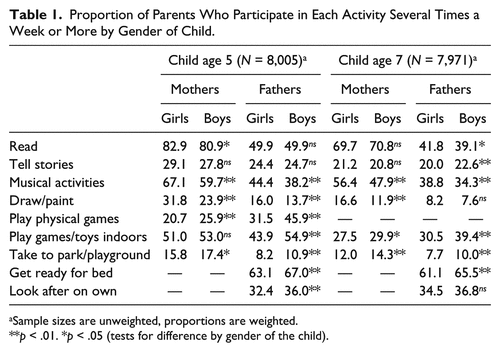 Table 1. Proportion of Parents Who Participate in Each Activity Several Times a
Week or More by Gender of Child.
Child age 5 (N = 8,005)a Child age 7 (N = 7,971)a
Mothers Fathers Mothers Fathers
Girls Boys Girls Boys Girls Boys Girls Boys
Read 82.9 80.9* 49.9 49.9ns 69.7 70.8ns 41.8 39.1*
Tell stories 29.1 27.8ns 24.4 24.7ns 21.2 20.8ns 20.0 22.6**
Musical activities 67.1 59.7** 44.4 38.2** 56.4 47.9** 38.8 34.3**
Draw/paint 31.8 23.9** 16.0 13.7** 16.6 11.9** 8.2 7.6ns
Play physical games 20.7 25.9** 31.5 45.9** — — — —
Play games/toys indoors 51.0 53.0ns 43.9 54.9** 27.5 29.9* 30.5 39.4**
Take to park/playground 15.8 17.4* 8.2 10.9** 12.0 14.3** 7.7 10.0**
Get ready for bed — — 63.1 67.0** — — 61.1 65.5**
Look after on own — — 32.4 36.0** — — 34.5 36.8ns
aSample sizes are unweighted, proportions are weighted.
**p < .01. *p < .05 (tests for difference by gender of the child).